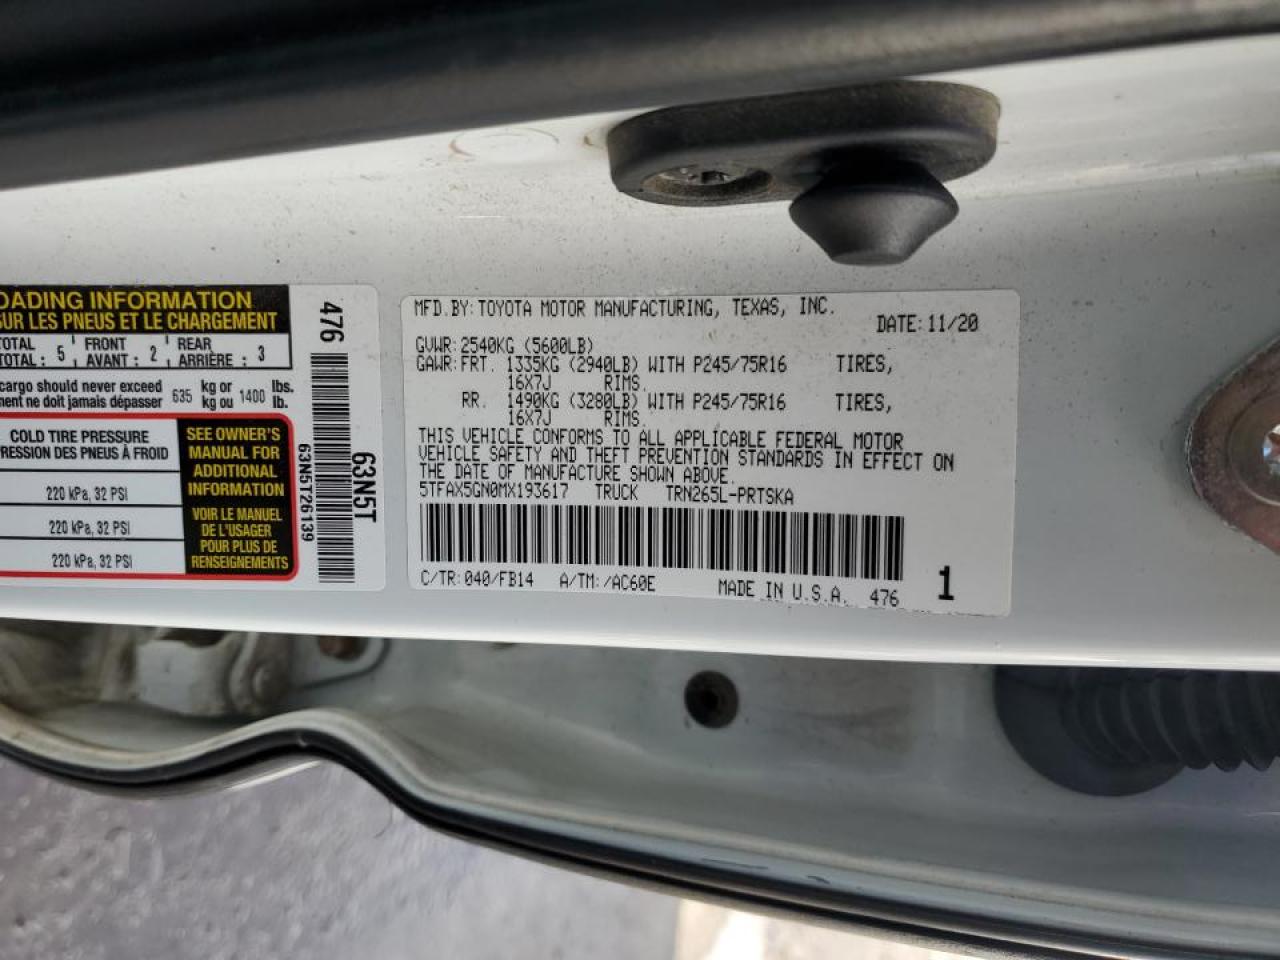 OADING INFORMATION
SUR LES PNEUS ET LE CHARGEMENT
TOTAL : 5
FRONT AVANT : 2
REAR ARRIÈRE : 3
cargo should never exceed 635 kg or 1400 lbs.
ment ne doit jamais dépasser kg ou lb.
COLD TIRE PRESSURE
RESSION DES PNEUS À FROID
220 kPa, 32 PSI
220 kPa, 32 PSI
220 kPa, 32 PSI
SEE OWNER'S
MANUAL FOR
ADDITIONAL
INFORMATION
VOIR LE MANUEL
DE L'USAGER
POUR PLUS DE
RENSEIGNEMENTS
476
63N5T
63N5T26139
MFD.BY:TOYOTA MOTOR MANUFACTURING, TEXAS, INC.
DATE:11/20
GVWR:2540KG (5600LB)
GAWR:FRT. 1335KG (2940LB) WITH P245/75R16 TIRES,
16X7J RIMS.
RR. 1490KG (3280LB) WITH P245/75R16 TIRES,
16X7J RIMS.
THIS VEHICLE CONFORMS TO ALL APPLICABLE FEDERAL MOTOR
VEHICLE SAFETY AND THEFT PREVENTION STANDARDS IN EFFECT ON
THE DATE OF MANUFACTURE SHOWN ABOVE.
5TFAX5GN0MX193617 TRUCK TRN265L-PRTSKA
C/TR:040/FB14 A/TM:/AC60E MADE IN U.S.A. 476 1